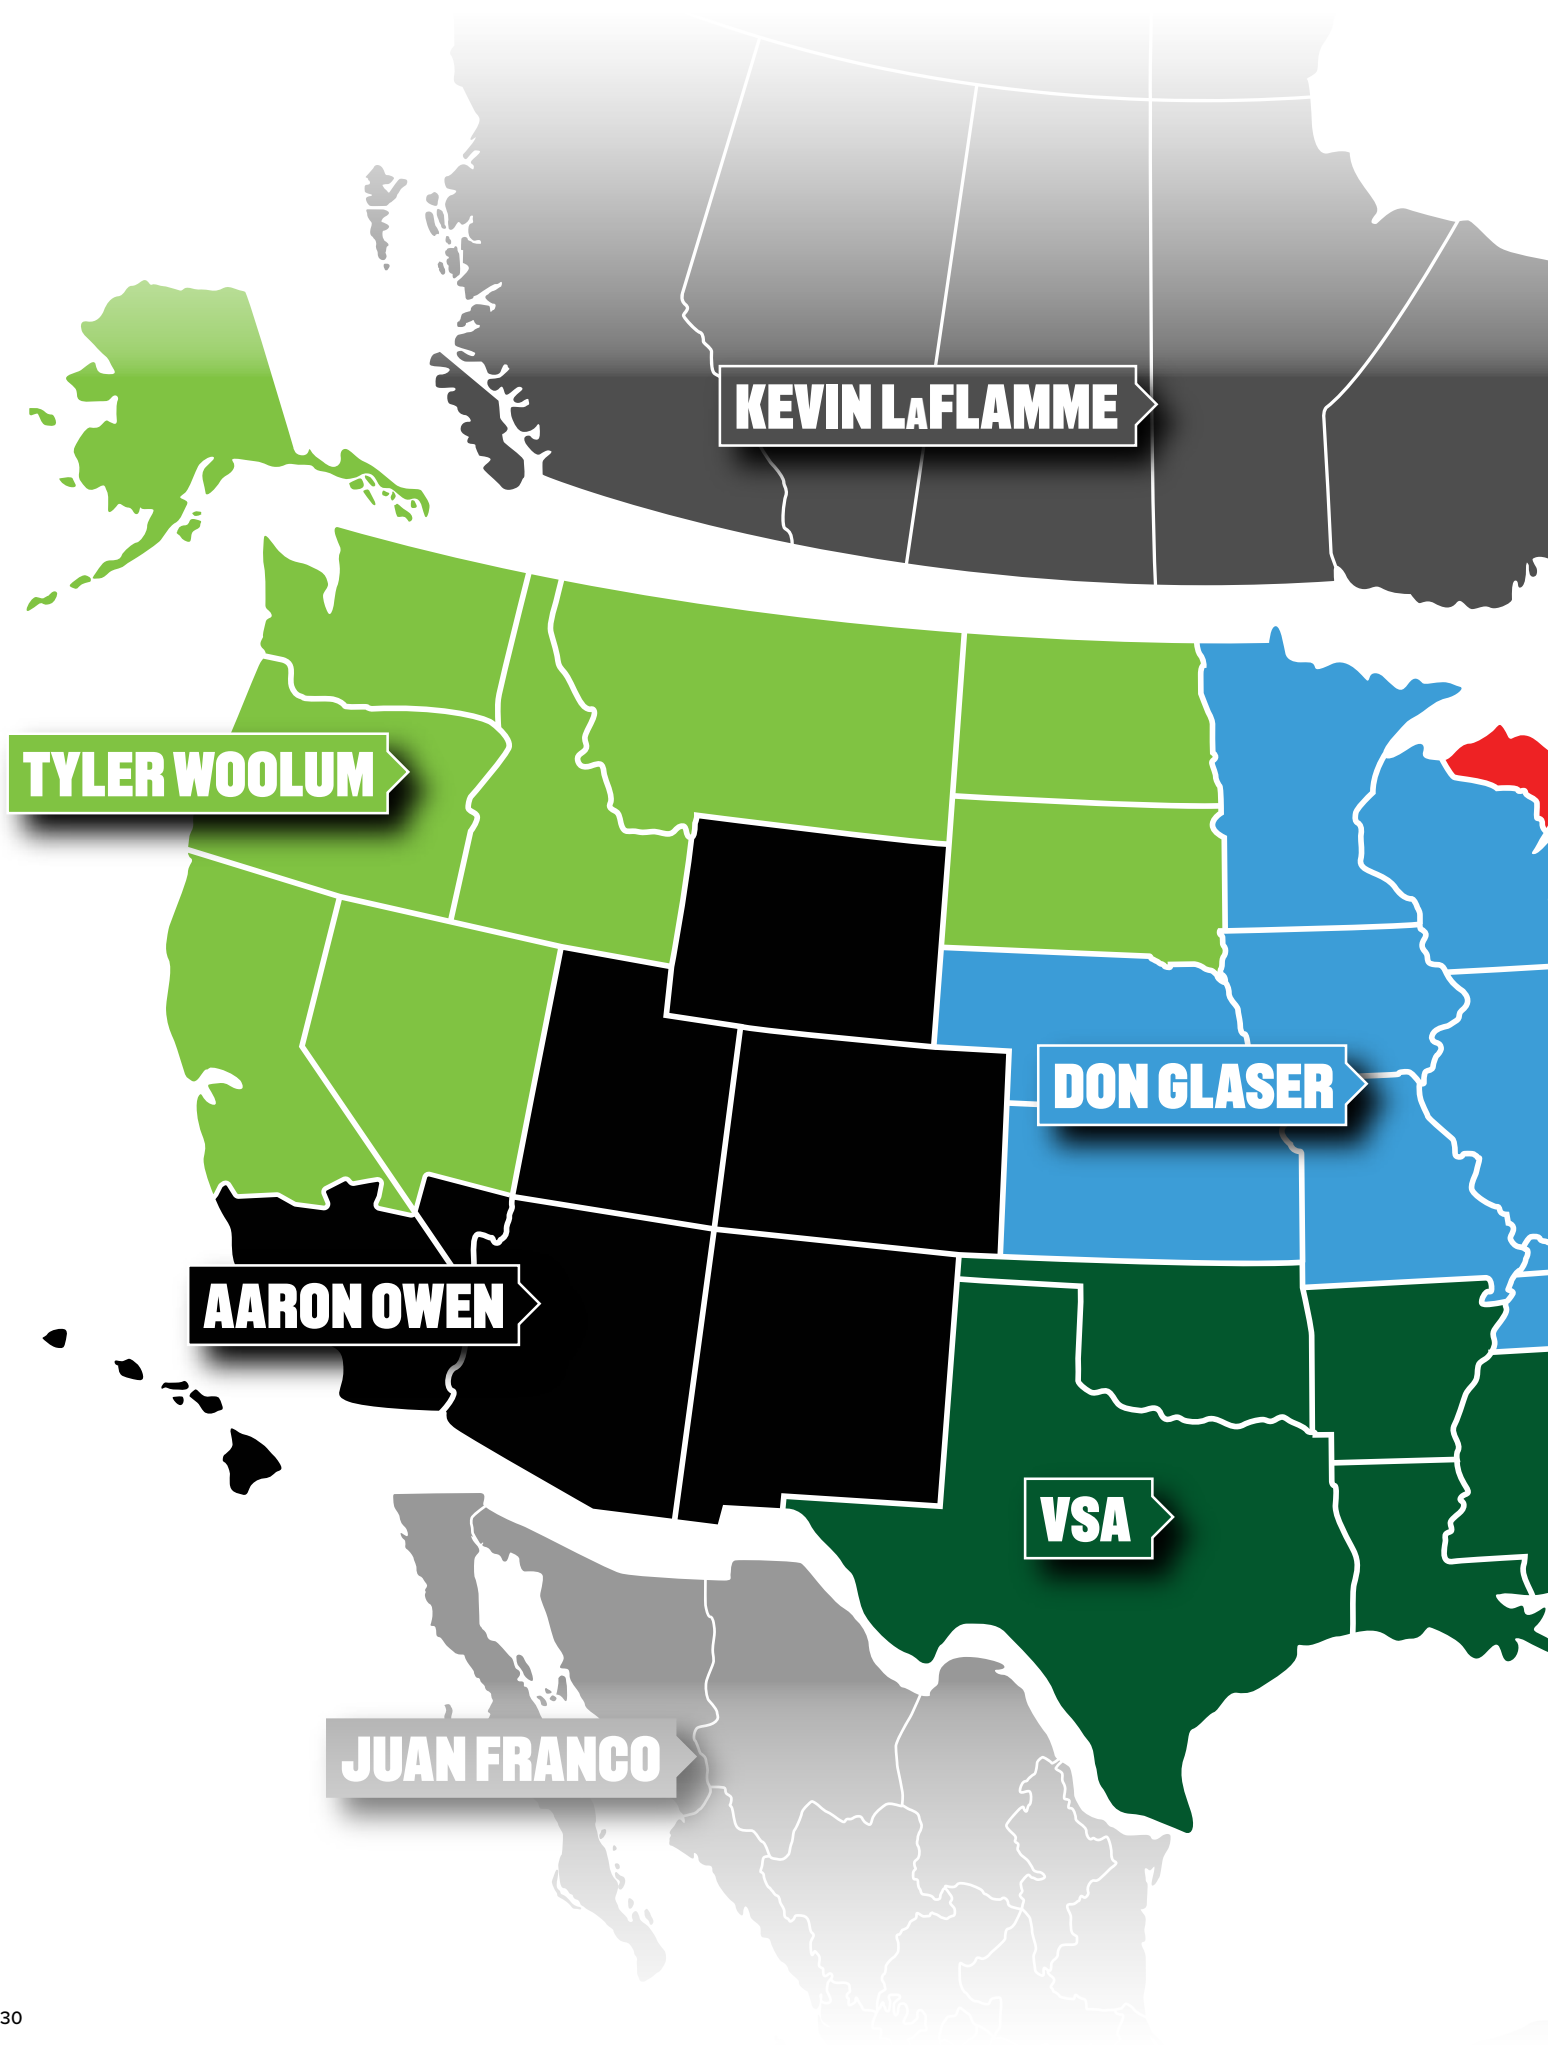 KEVIN LaFLAMME
TYLER WOOLUM
DON GLASER
AARON OWEN
VSA
JUAN FRANCO
30